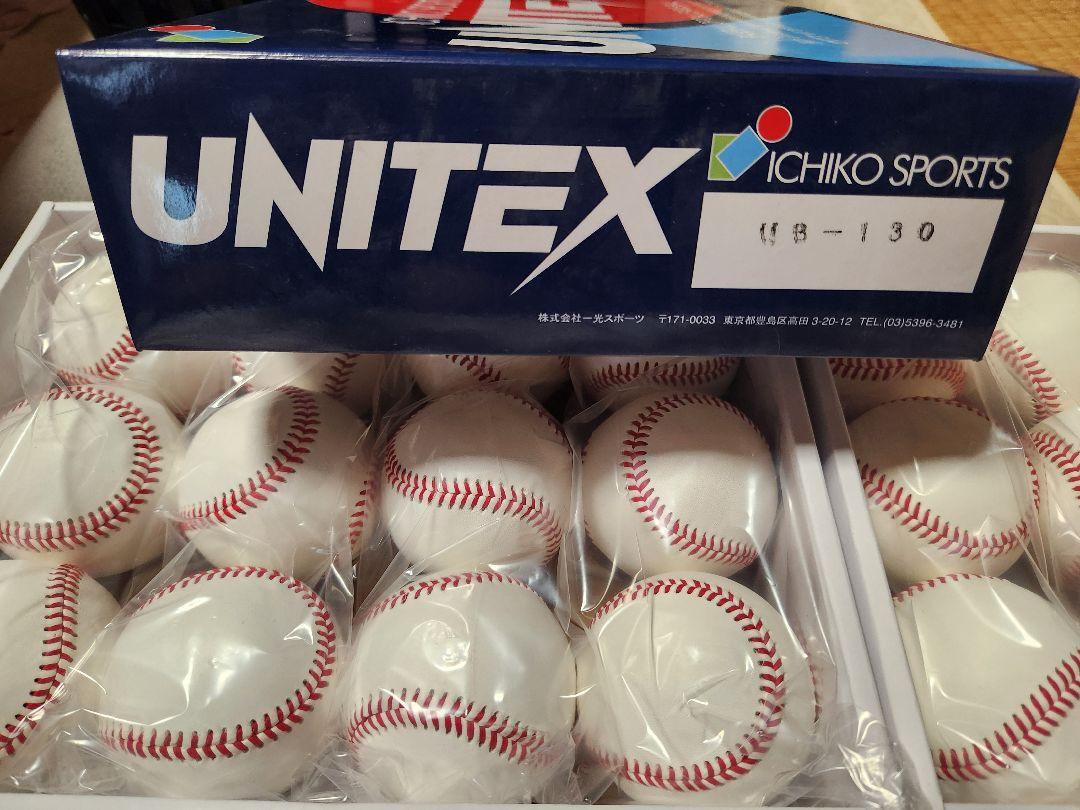 UNITEX
ICHIKO SPORTS
UB-130
株式会社一光スポーツ 〒171-0033 東京都豊島区高田3-20-12 TEL.(03)5396-3481